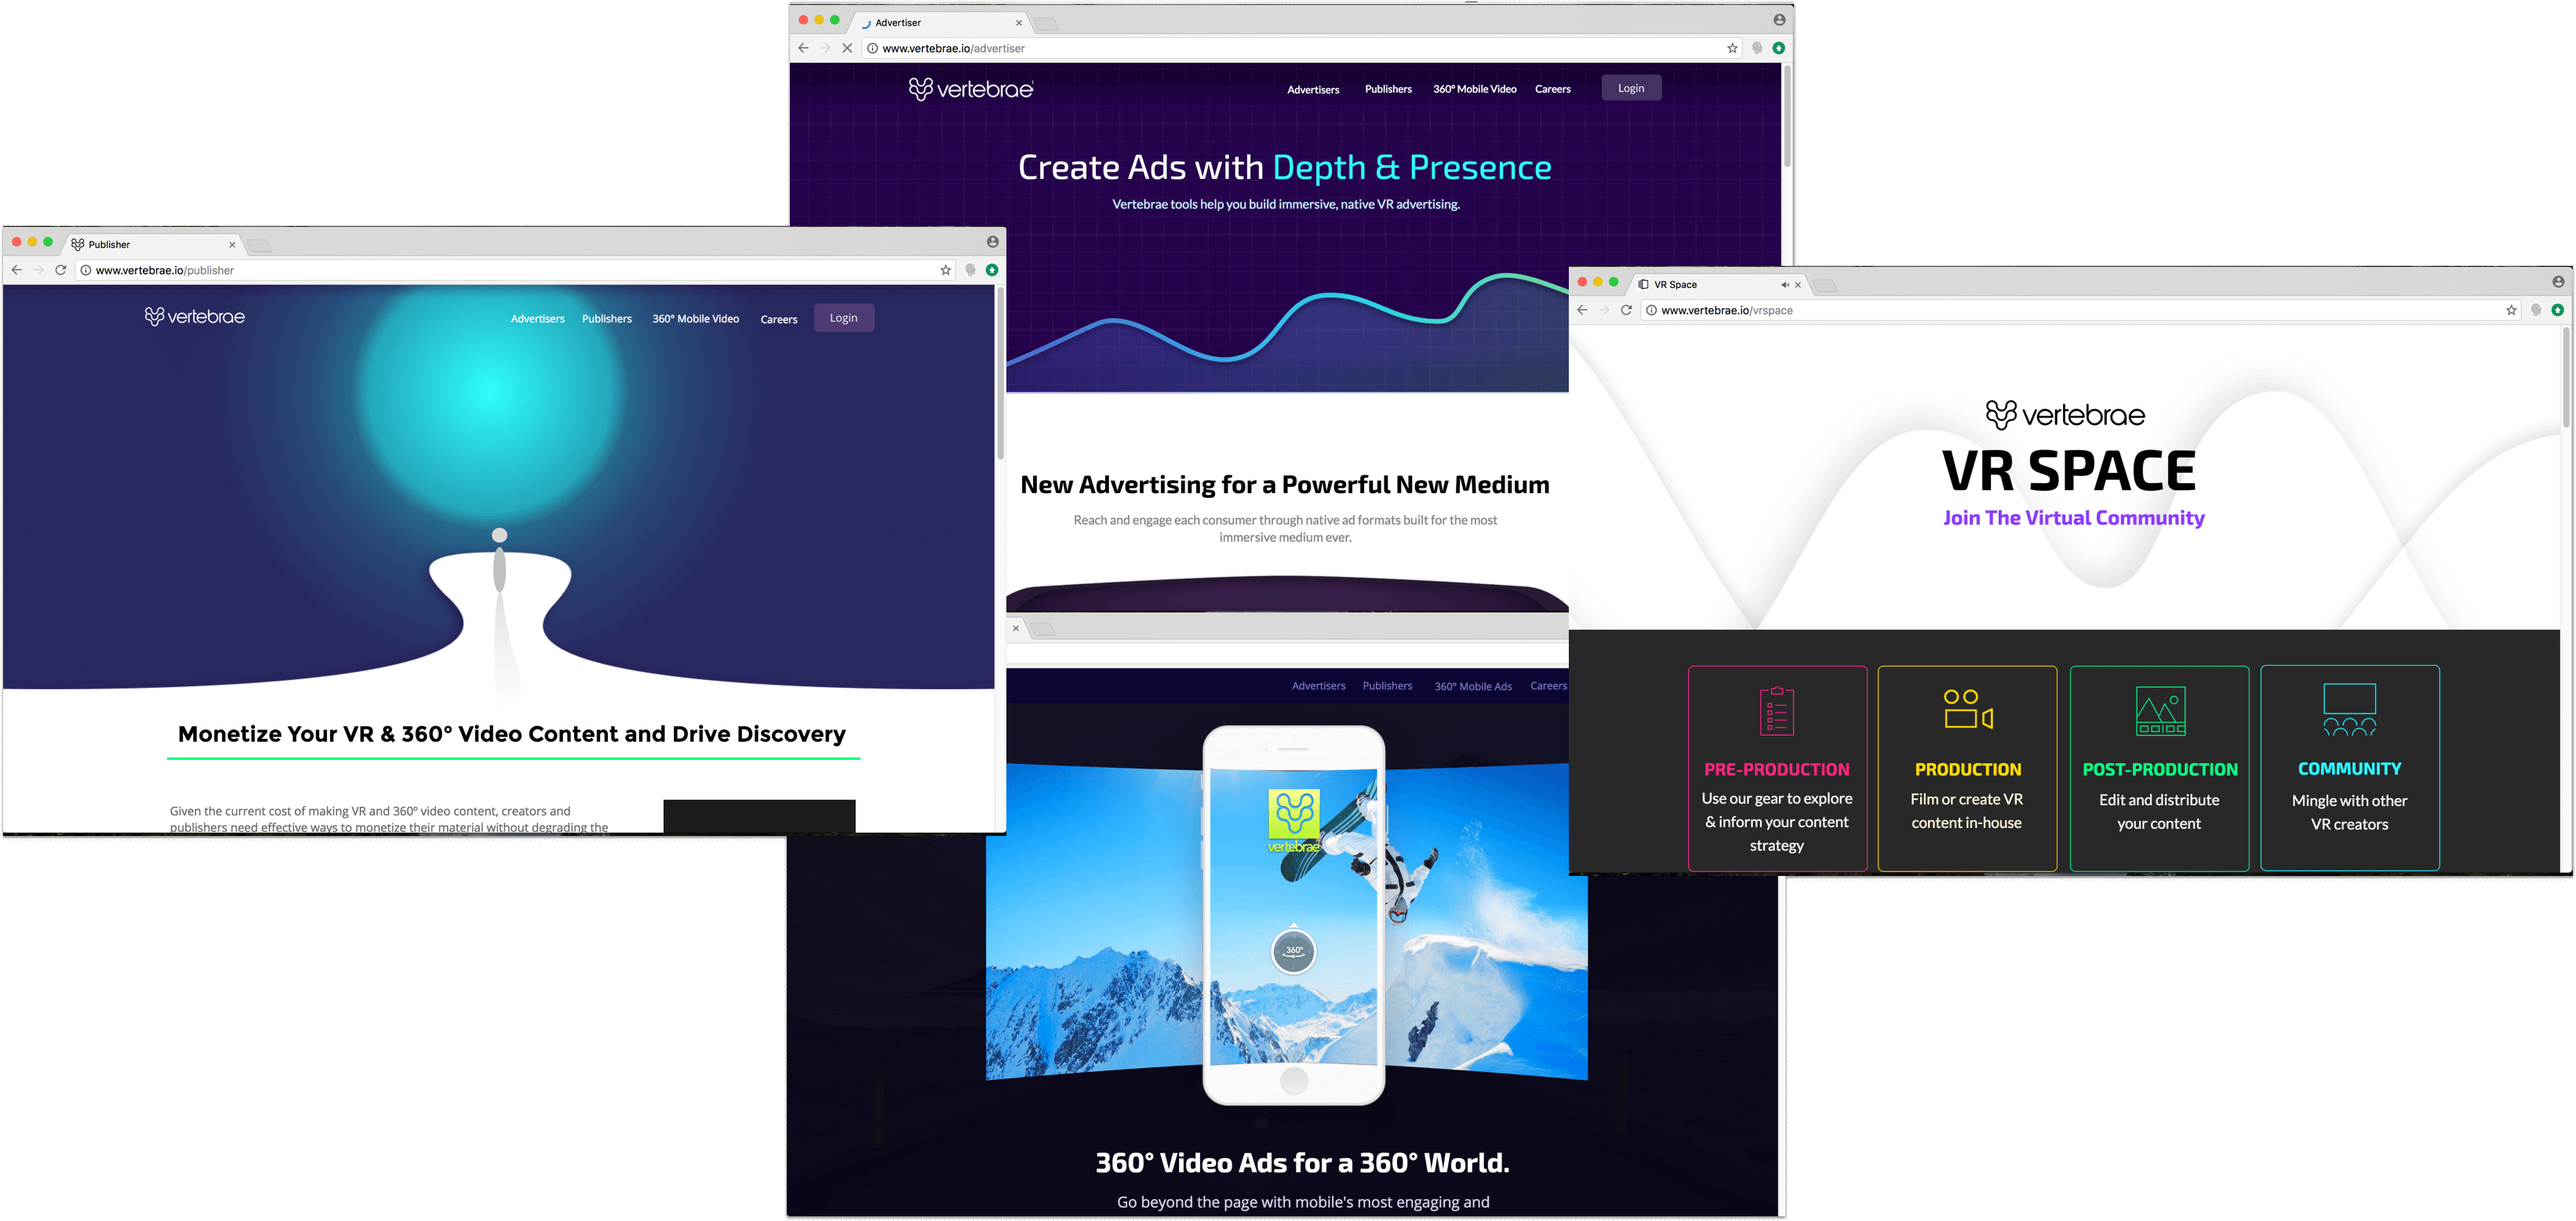 Advertiser
www.vertebrae.io/advertiser
vertebrae
Advertisers
Publishers
360° Mobile Video
Careers
Login
Create Ads with Depth & Presence
Vertebrae tools help you build immersive, native VR advertising.
New Advertising for a Powerful New Medium
Reach and engage each consumer through native ad formats built for the most
immersive medium ever.
Publisher
www.vertebrae.io/publisher
vertebrae
Advertisers
Publishers
360° Mobile Video
Careers
Login
Monetize Your VR & 360° Video Content and Drive Discovery
Given the current cost of making VR and 360° video content, creators and
publishers need effective ways to monetize their material without degrading the
VR Space
www.vertebrae.io/vrspace
vertebrae
VR SPACE
Join The Virtual Community
PRE-PRODUCTION
Use our gear to explore
& inform your content
strategy
PRODUCTION
Film or create VR
content in-house
POST-PRODUCTION
Edit and distribute
your content
COMMUNITY
Mingle with other
VR creators
Advertisers
Publishers
360° Mobile Ads
Careers
vertebrae
360°
360° Video Ads for a 360° World.
Go beyond the page with mobile's most engaging and